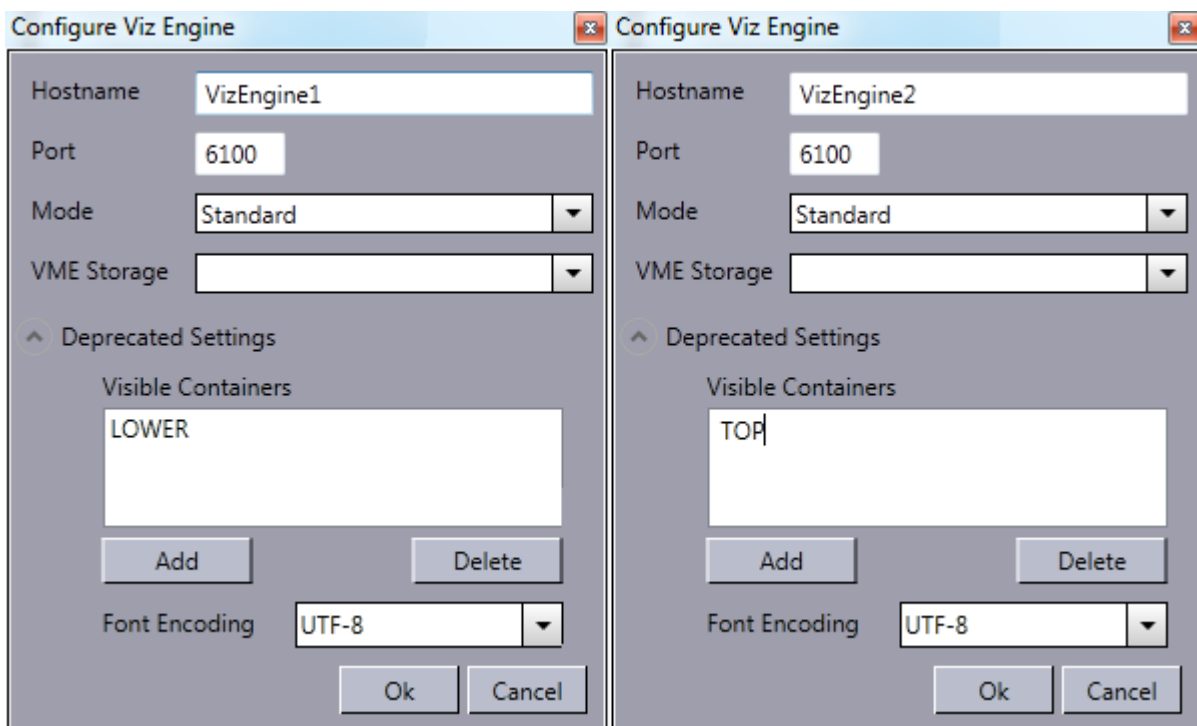 Configure Viz Engine
Hostname VizEngine1
Port 6100
Mode Standard
VME Storage
Deprecated Settings
Visible Containers
LOWER
Add Delete
Font Encoding UTF-8
Ok Cancel
Configure Viz Engine
Hostname VizEngine2
Port 6100
Mode Standard
VME Storage
Deprecated Settings
Visible Containers
TOP
Add Delete
Font Encoding UTF-8
Ok Cancel